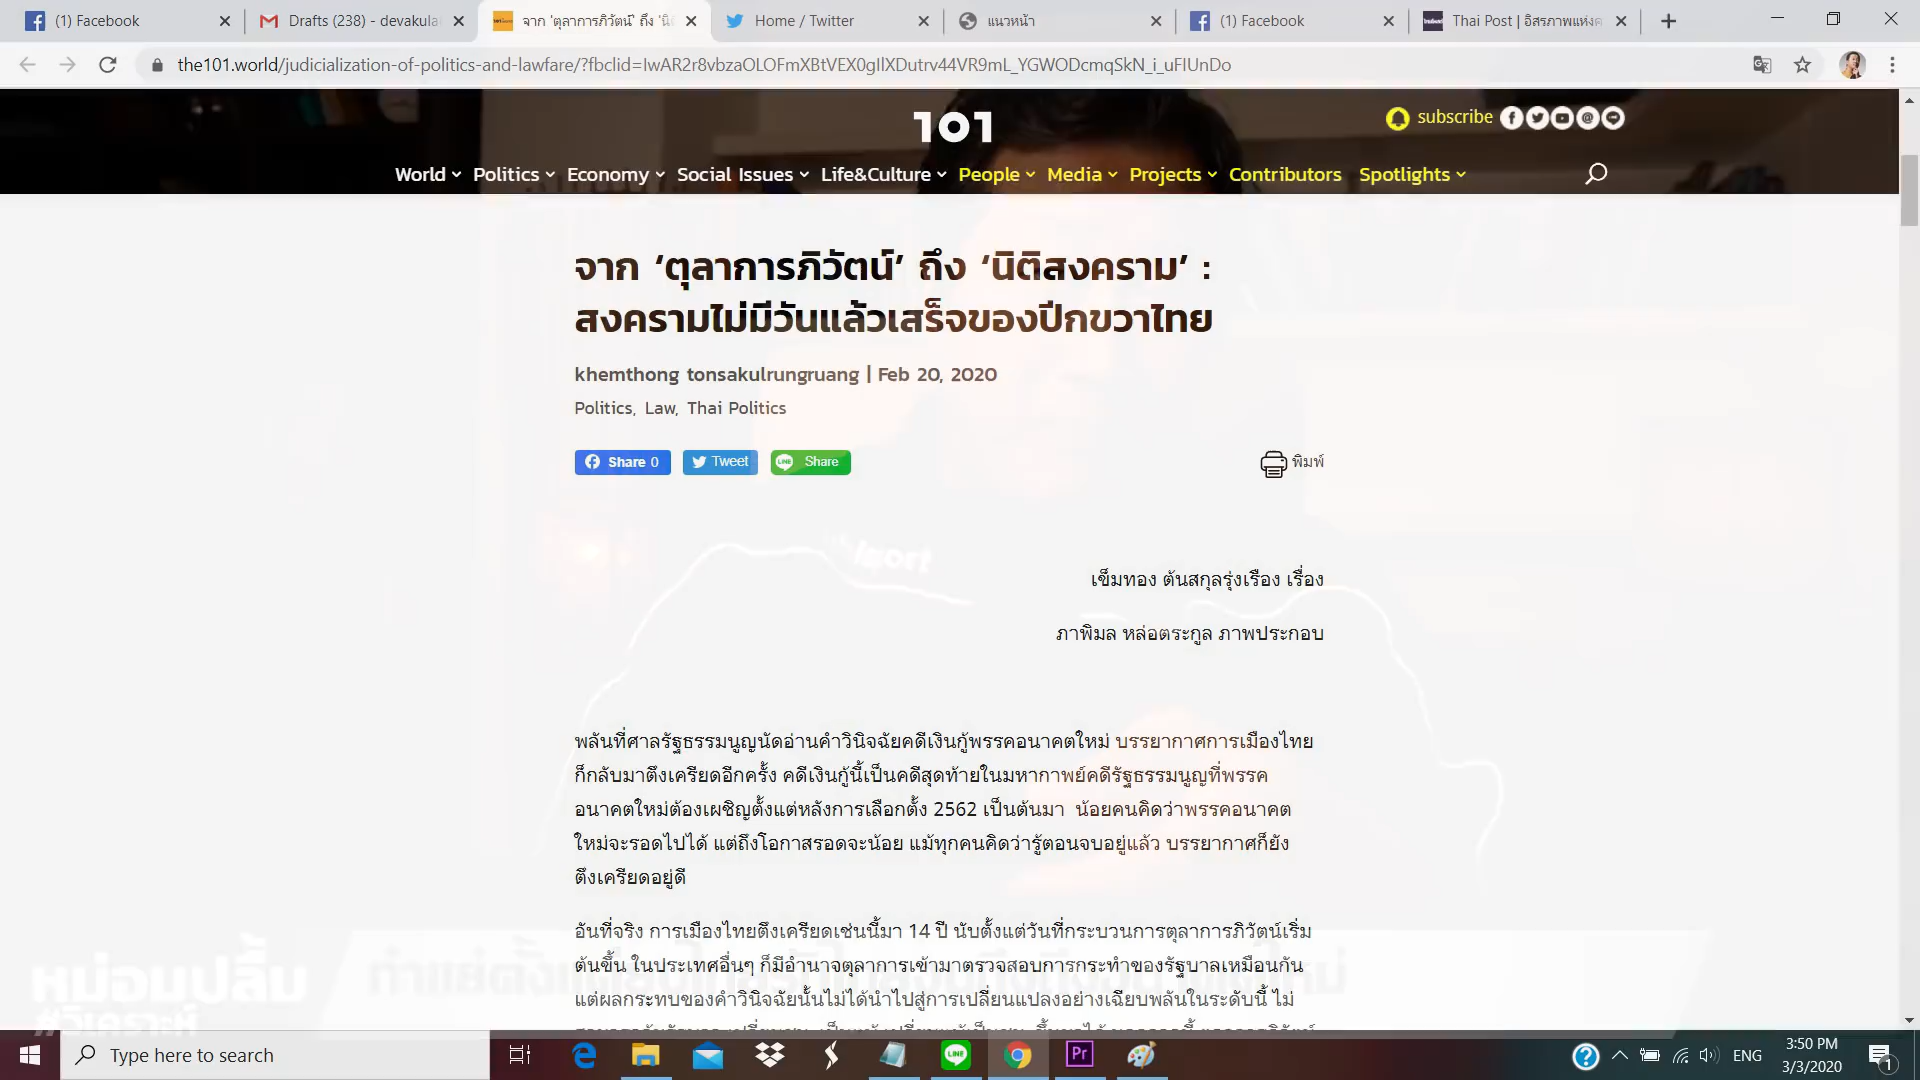 (1) Facebook
Drafts (238) - devakula
จาก 'ตุลาการภิวัตน์' ถึง 'นิติ
Home / Twitter
แนวหน้า
(1) Facebook
Thai Post | อิสรภาพแห่งค
the101.world/judicialization-of-politics-and-lawfare/?fbclid=IwAR2r8vbzaOLOFmXBtVEX0gIlXDutrv44VR9mL_YGWODcmqSkN_i_uFIUnDo
101
subscribe
World Politics Economy Social Issues Life&Culture People Media Projects Contributors Spotlights
จาก ‘ตุลาการภิวัตน์’ ถึง ‘นิติสงคราม’ :
สงครามไม่มีวันแล้วเสร็จของปีกขวาไทย
khemthong tonsakulrungruang | Feb 20, 2020
Politics, Law, Thai Politics
Share 0
Tweet
Share
พิมพ์
เข็มทอง ต้นสกุลรุ่งเรือง เรื่อง
ภาพิมล หล่อตระกูล ภาพประกอบ
พลันที่ศาลรัฐธรรมนูญนัดอ่านคำวินิจฉัยคดีเงินกู้พรรคอนาคตใหม่ บรรยากาศการเมืองไทย
ก็กลับมาตึงเครียดอีกครั้ง คดีเงินกู้นี้เป็นคดีสุดท้ายในมหากาพย์คดีรัฐธรรมนูญที่พรรค
อนาคตใหม่ต้องเผชิญตั้งแต่หลังการเลือกตั้ง 2562 เป็นต้นมา น้อยคนคิดว่าพรรคอนาคต
ใหม่จะรอดไปได้ แต่ถึงโอกาสรอดจะน้อย แม้ทุกคนคิดว่ารู้ตอนจบอยู่แล้ว บรรยากาศก็ยัง
ตึงเครียดอยู่ดี
อันที่จริง การเมืองไทยตึงเครียดเช่นนี้มา 14 ปี นับตั้งแต่วันที่กระบวนการตุลาการภิวัตน์เริ่ม
ต้นขึ้น ในประเทศอื่นๆ ก็มีอำนาจตุลาการเข้ามาตรวจสอบการกระทำของรัฐบาลเหมือนกัน
แต่ผลกระทบของคำวินิจฉัยนั้นไม่ได้นำไปสู่การเปลี่ยนแปลงอย่างเฉียบพลันในระดับนี้ ไม่
หม่อมปลื้ม
#วิเคราะห์
Type here to search
ENG
3:50 PM
3/3/2020
1